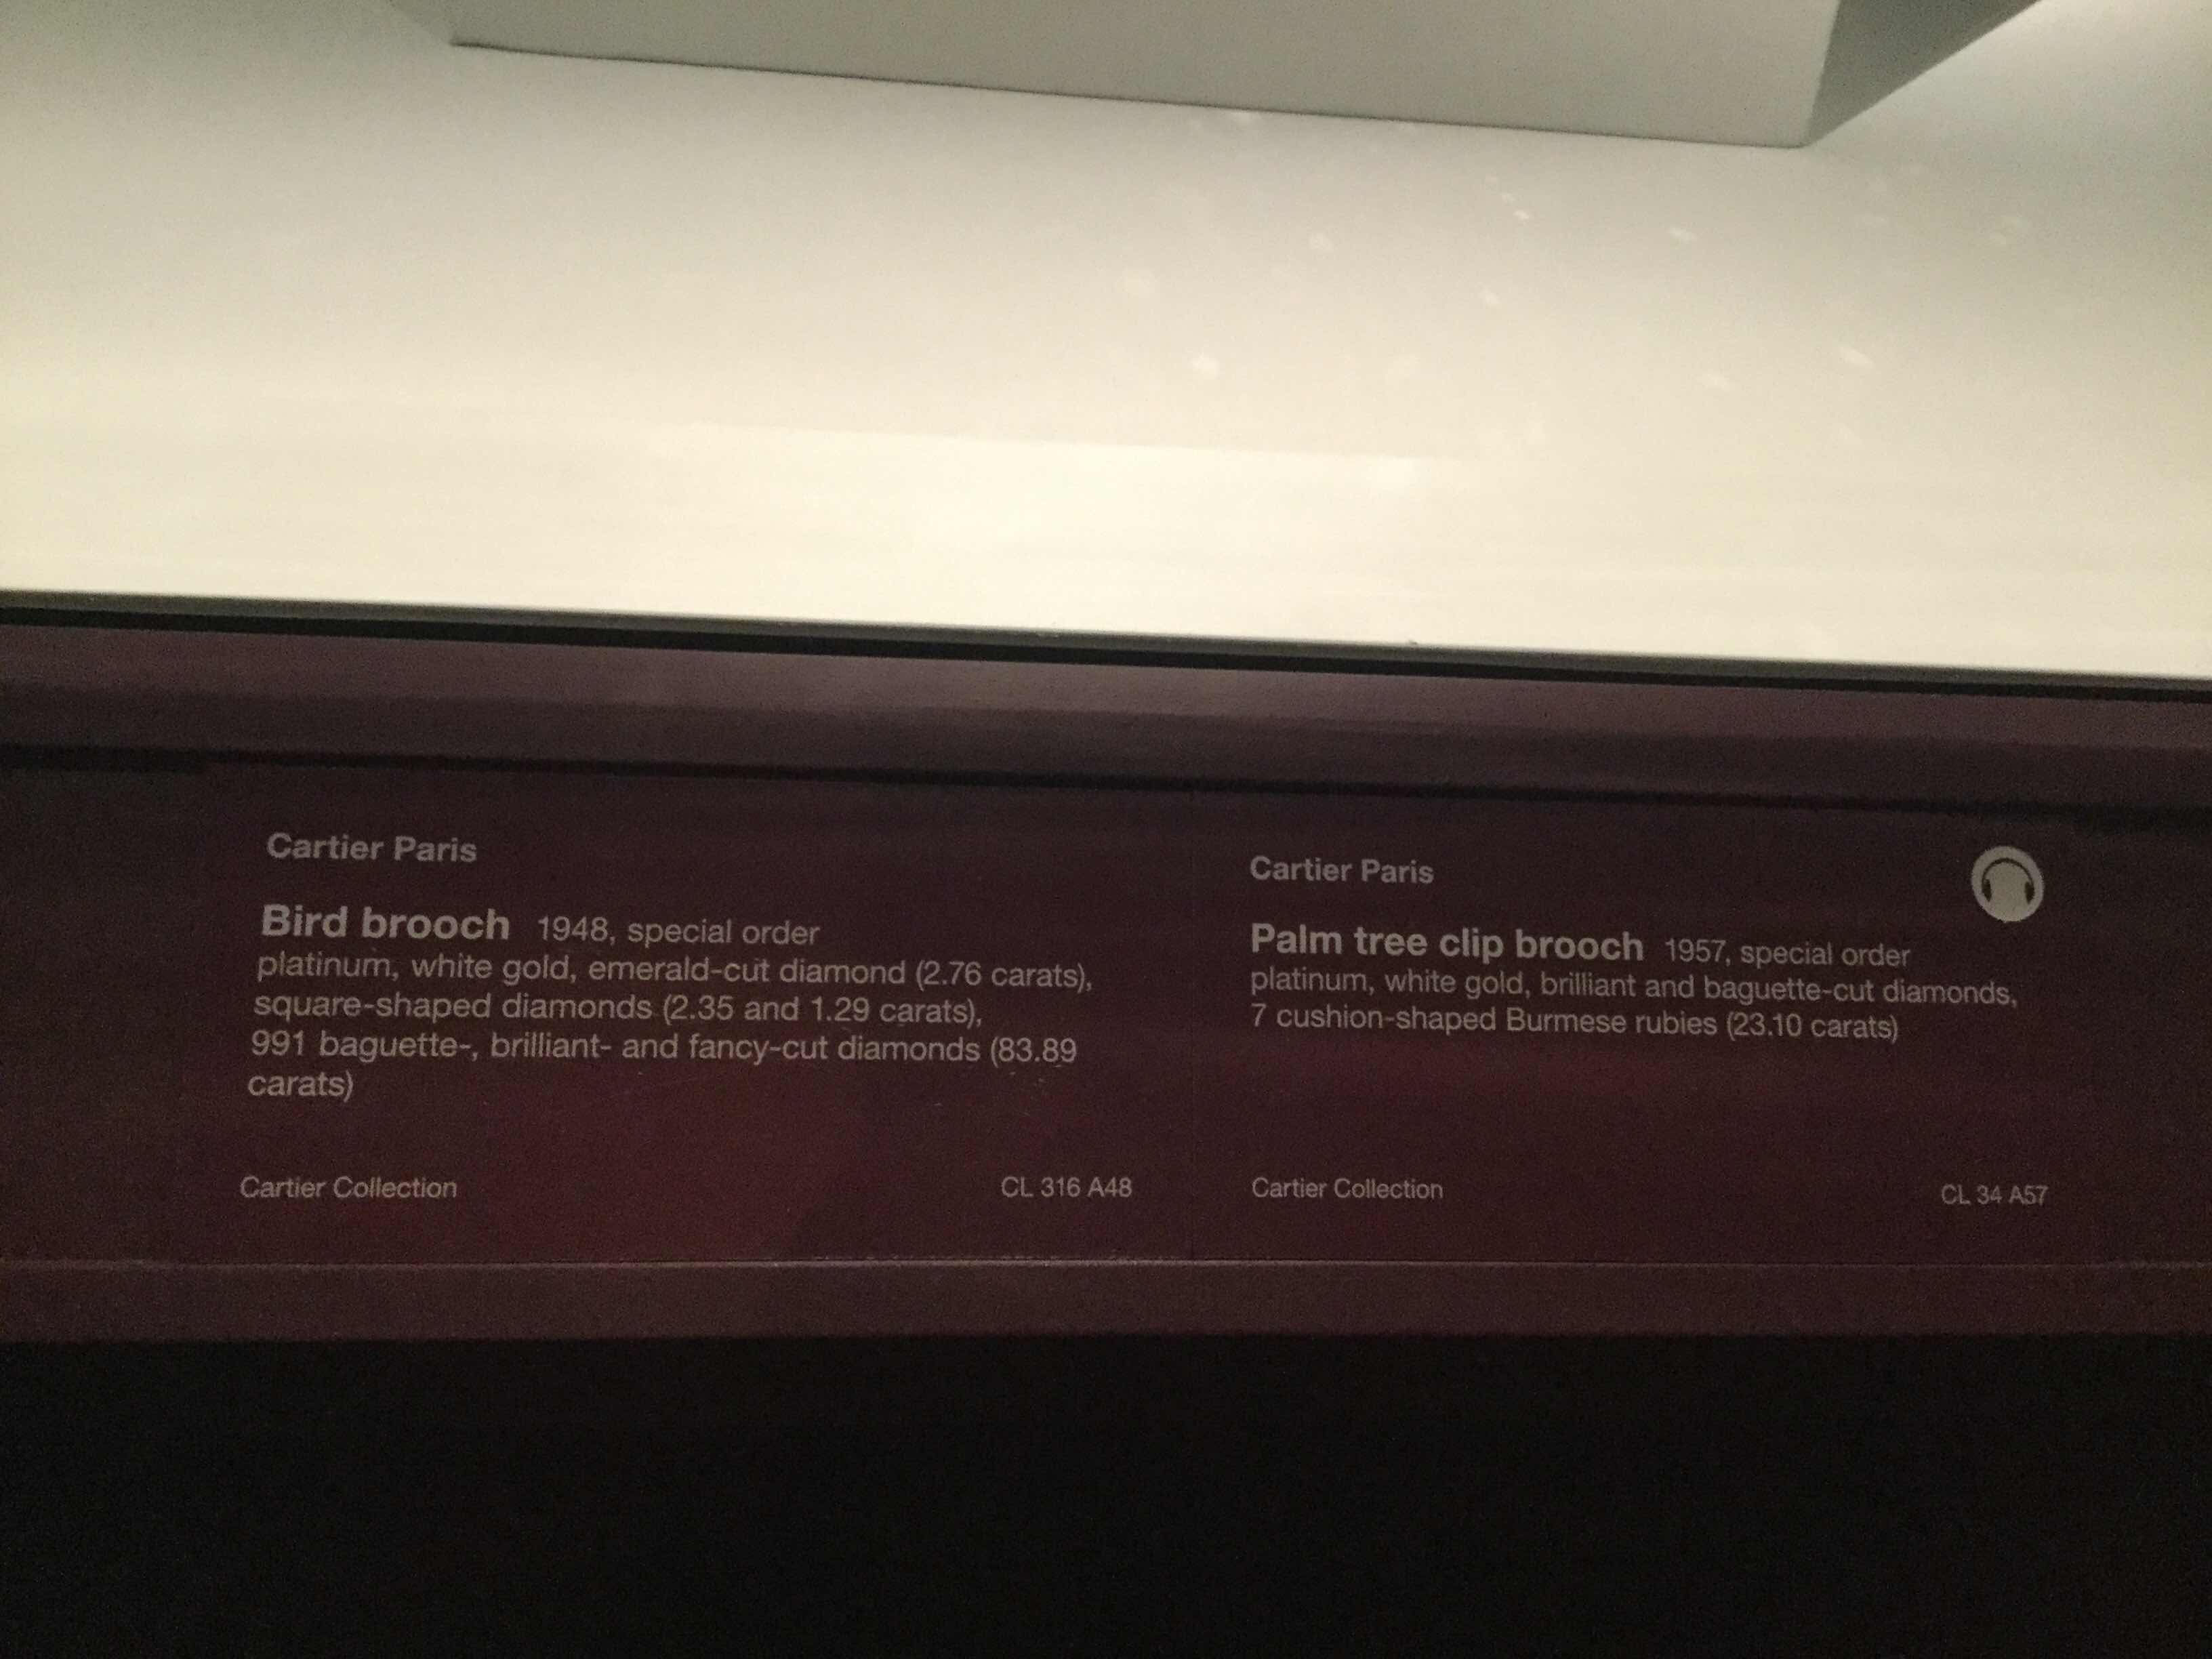 Cartier Paris
Bird brooch 1948, special order
platinum, white gold, emerald-cut diamond (2.76 carats),
square-shaped diamonds (2.35 and 1.29 carats),
991 baguette-, brilliant- and fancy-cut diamonds (83.89
carats)
Cartier Collection CL 316 A48
Cartier Paris
Palm tree clip brooch 1957, special order
platinum, white gold, brilliant and baguette-cut diamonds,
7 cushion-shaped Burmese rubies (23.10 carats)
Cartier Collection CL 34 A57